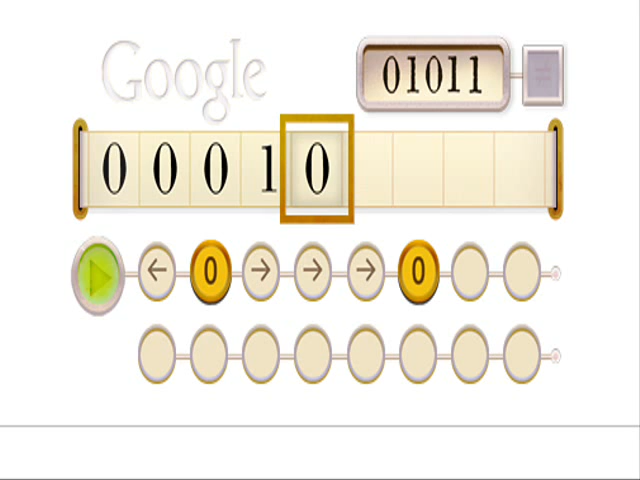 Google
01011
0 0 0 1 0
← 0 → → → 0